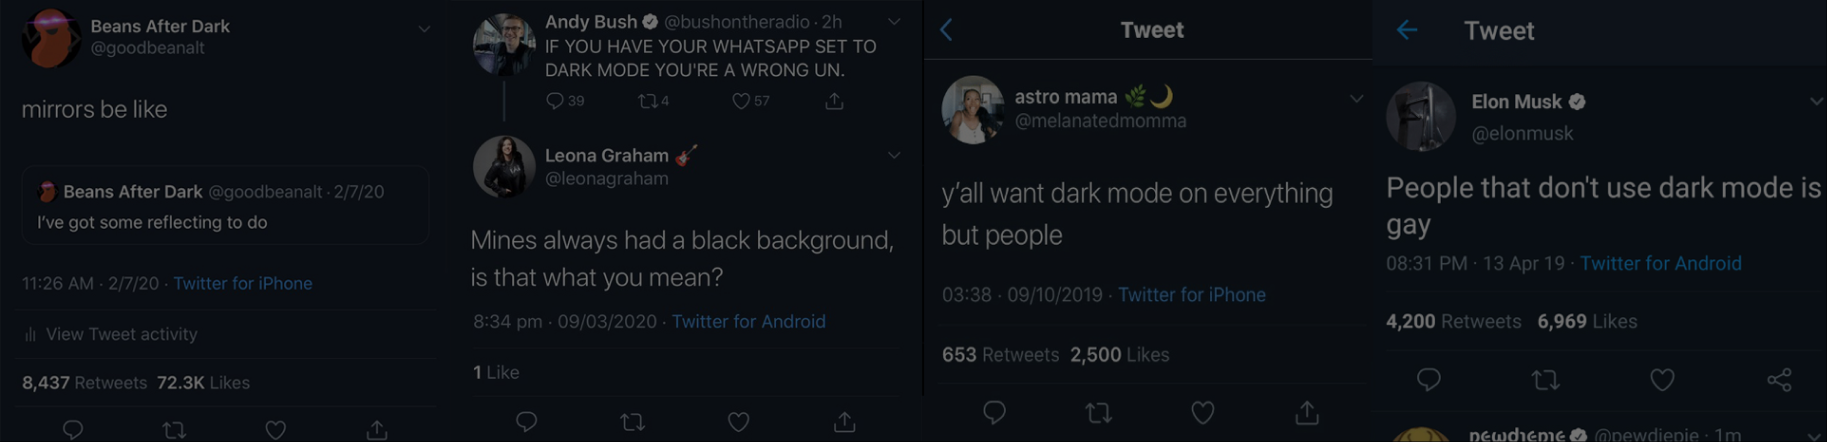 Beans After Dark
@goodbeanalt
mirrors be like
Beans After Dark @goodbeanalt · 2/7/20
I've got some reflecting to do
11:26 AM · 2/7/20 · Twitter for iPhone
View Tweet activity
8,437 Retweets 72.3K Likes
Andy Bush @bushontheradio · 2h
IF YOU HAVE YOUR WHATSAPP SET TO
DARK MODE YOU'RE A WRONG UN.
39 4 57
Leona Graham 🎸
@leonagraham
Mines always had a black background,
is that what you mean?
8:34 pm · 09/03/2020 · Twitter for Android
1 Like
Tweet
astro mama 🌿🌙
@melanatedmomma
y'all want dark mode on everything
but people
03:38 · 09/10/2019 · Twitter for iPhone
653 Retweets 2,500 Likes
Tweet
Elon Musk
@elonmusk
People that don't use dark mode is
gay
08:31 PM · 13 Apr 19 · Twitter for Android
4,200 Retweets 6,969 Likes
ρєωdιєριє @pewdiepie · 1m